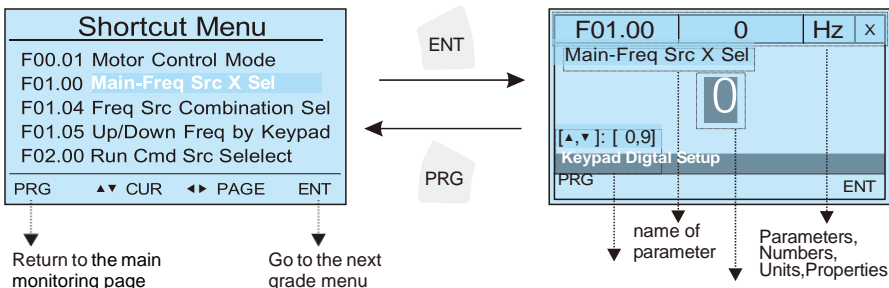 Shortcut Menu
F00.01 Motor Control Mode
F01.00 Main-Freq Src X Sel
F01.04 Freq Src Combination Sel
F01.05 Up/Down Freq by Keypad
F02.00 Run Cmd Src Selelect
PRG ▲▼ CUR ◄► PAGE ENT
Return to the main
monitoring page
Go to the next
grade menu
ENT
PRG
F01.00 0 Hz X
Main-Freq Src X Sel
0
[▲,▼]: [ 0,9]
Keypad Digtal Setup
PRG ENT
name of
parameter
Parameters,
Numbers,
Units,Properties